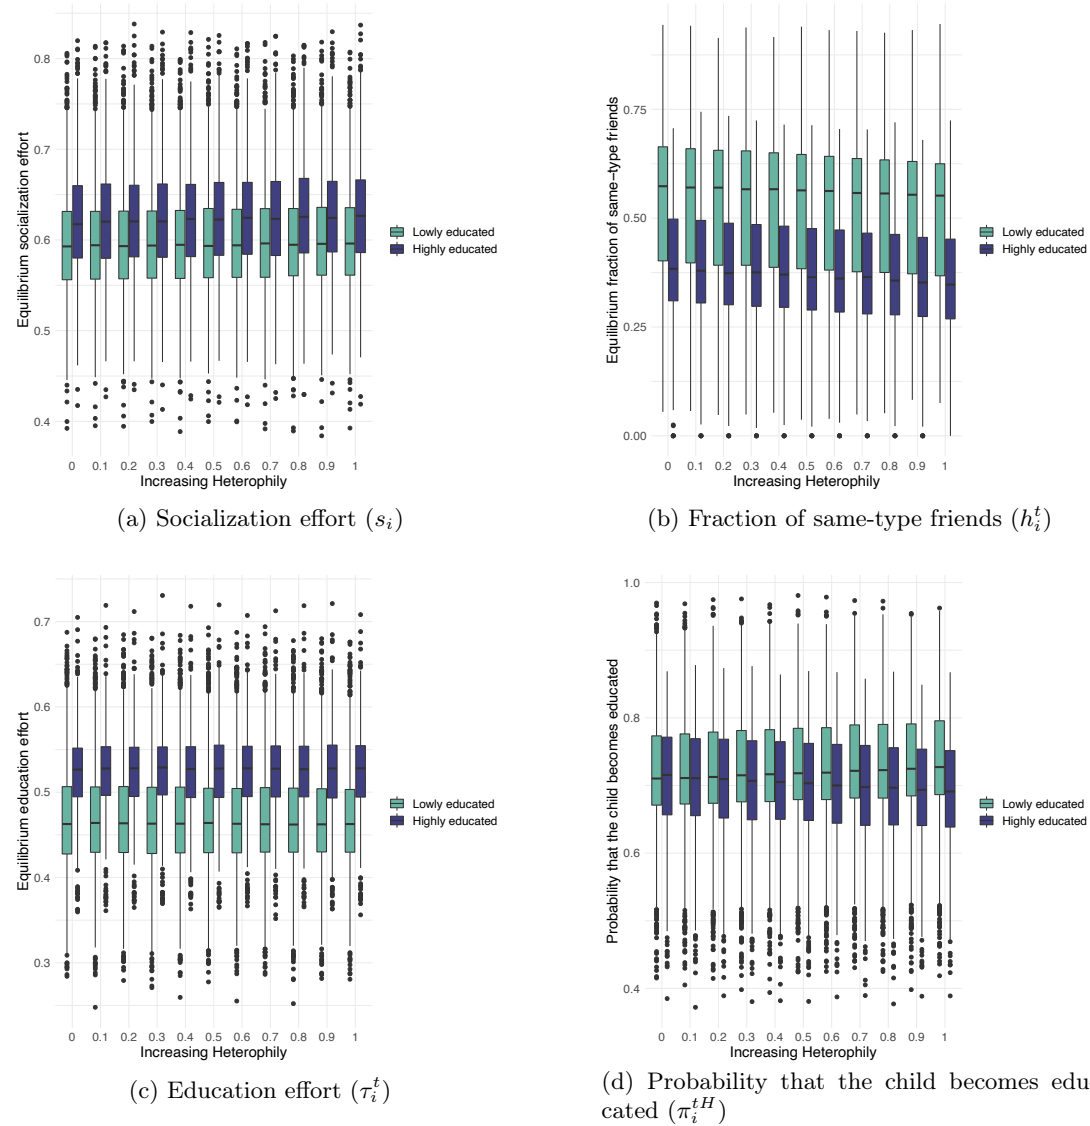 0.8
0.7
0.6
0.5
0.4
Equilibrium socialization effort
0 0.1 0.2 0.3 0.4 0.5 0.6 0.7 0.8 0.9 1
Increasing Heterophily
Lowly educated
Highly educated
(a) Socialization effort (s_i)
0.75
0.50
0.25
0.00
Equilibrium fraction of same−type friends
0 0.1 0.2 0.3 0.4 0.5 0.6 0.7 0.8 0.9 1
Increasing Heterophily
Lowly educated
Highly educated
(b) Fraction of same-type friends (h_i^t)
0.7
0.6
0.5
0.4
0.3
Equilibrium education effort
0 0.1 0.2 0.3 0.4 0.5 0.6 0.7 0.8 0.9 1
Increasing Heterophily
Lowly educated
Highly educated
(c) Education effort (τ_i^t)
1.0
0.8
0.6
0.4
Probability that the child becomes educated
0 0.1 0.2 0.3 0.4 0.5 0.6 0.7 0.8 0.9 1
Increasing Heterophily
Lowly educated
Highly educated
(d) Probability that the child becomes edu
cated (π_i^{tH})